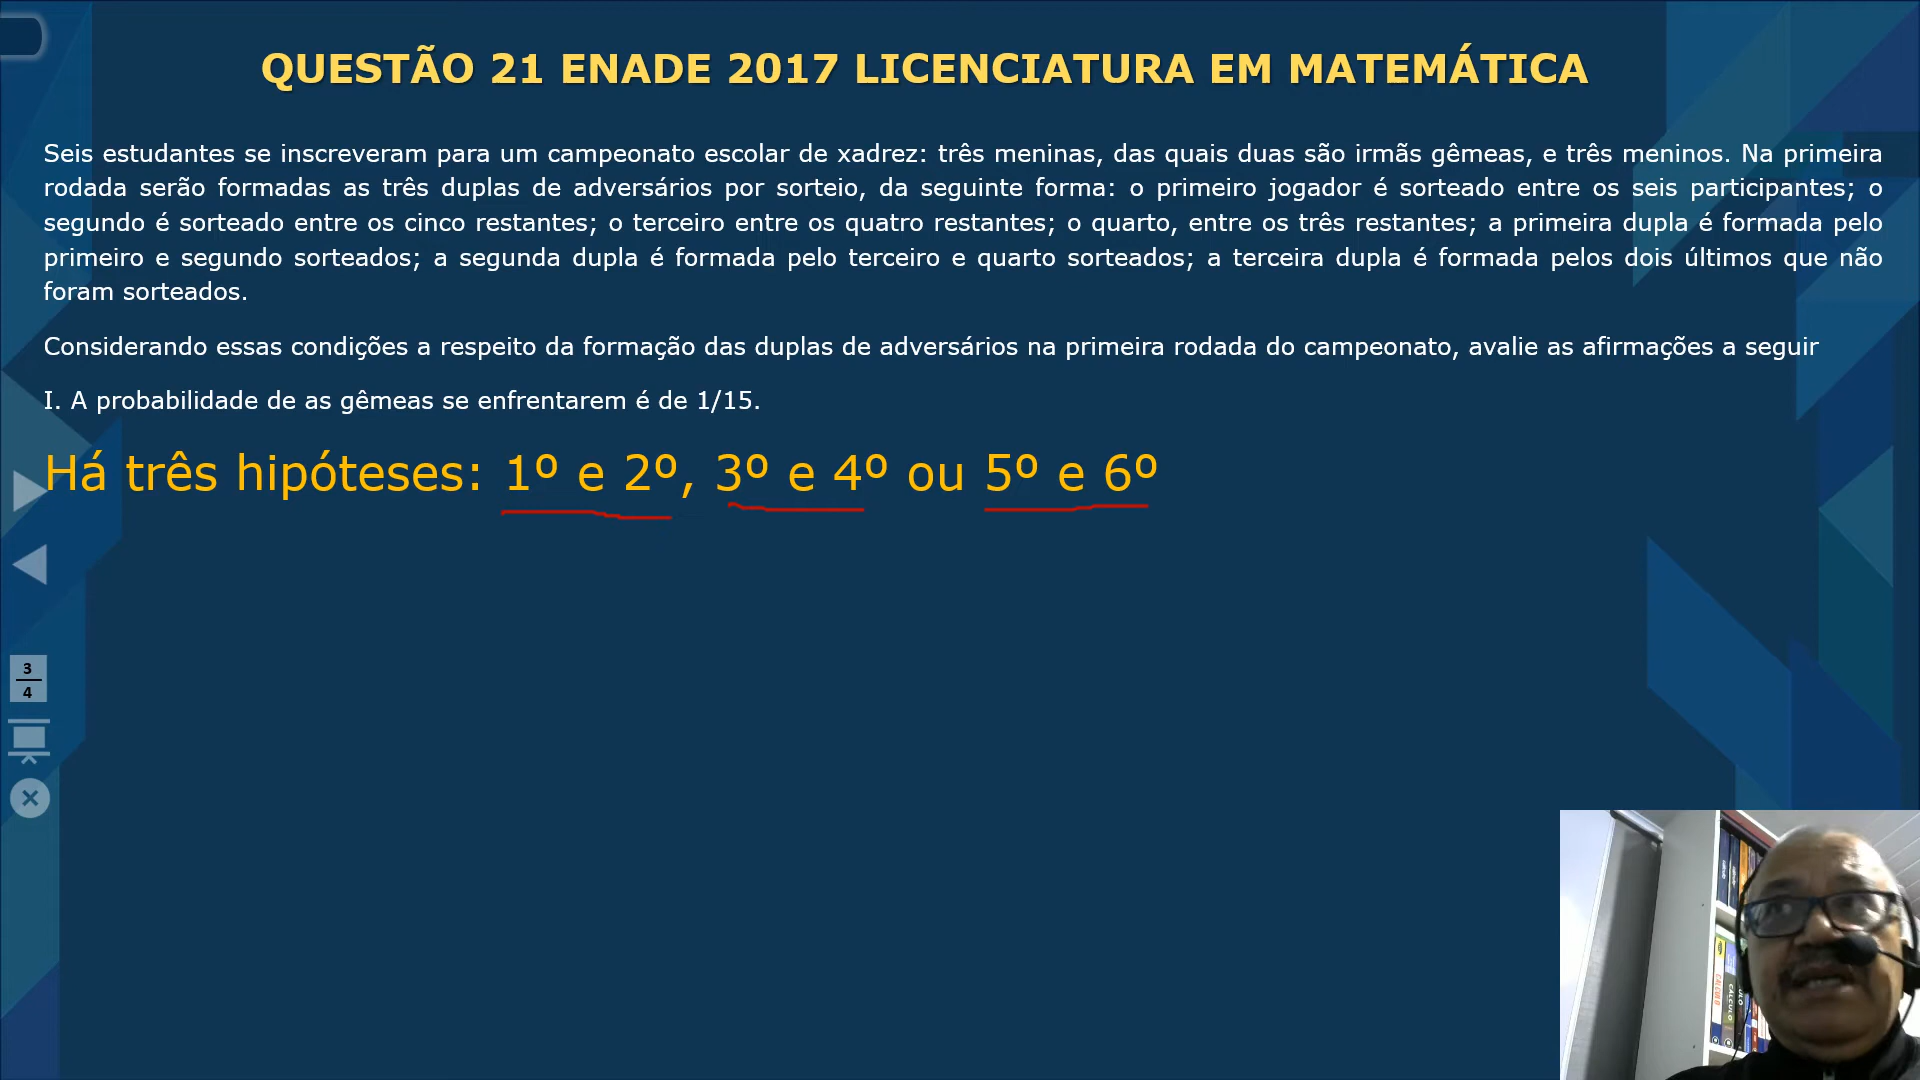 QUESTÃO 21 ENADE 2017 LICENCIATURA EM MATEMÁTICA
Seis estudantes se inscreveram para um campeonato escolar de xadrez: três meninas, das quais duas são irmãs gêmeas, e três meninos. Na primeira
rodada serão formadas as três duplas de adversários por sorteio, da seguinte forma: o primeiro jogador é sorteado entre os seis participantes; o
segundo é sorteado entre os cinco restantes; o terceiro entre os quatro restantes; o quarto, entre os três restantes; a primeira dupla é formada pelo
primeiro e segundo sorteados; a segunda dupla é formada pelo terceiro e quarto sorteados; a terceira dupla é formada pelos dois últimos que não
foram sorteados.
Considerando essas condições a respeito da formação das duplas de adversários na primeira rodada do campeonato, avalie as afirmações a seguir
I. A probabilidade de as gêmeas se enfrentarem é de 1/15.
Há três hipóteses: 1º e 2º, 3º e 4º ou 5º e 6º
3
4
CALCULO